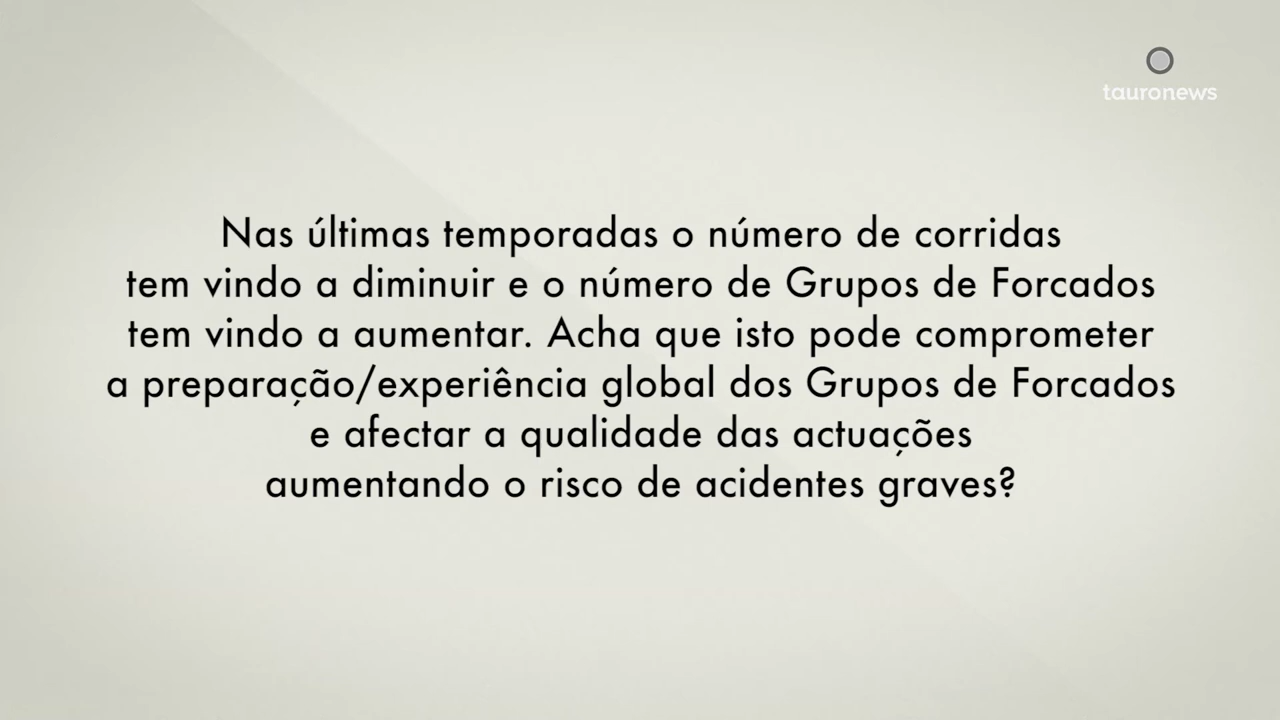 tauronews
Nas últimas temporadas o número de corridas
tem vindo a diminuir e o número de Grupos de Forcados
tem vindo a aumentar. Acha que isto pode comprometer
a preparação/experiência global dos Grupos de Forcados
e afectar a qualidade das actuações
aumentando o risco de acidentes graves?